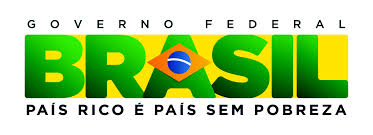 GOVERNO FEDERAL
BRASIL
PAÍS RICO É PAÍS SEM POBREZA